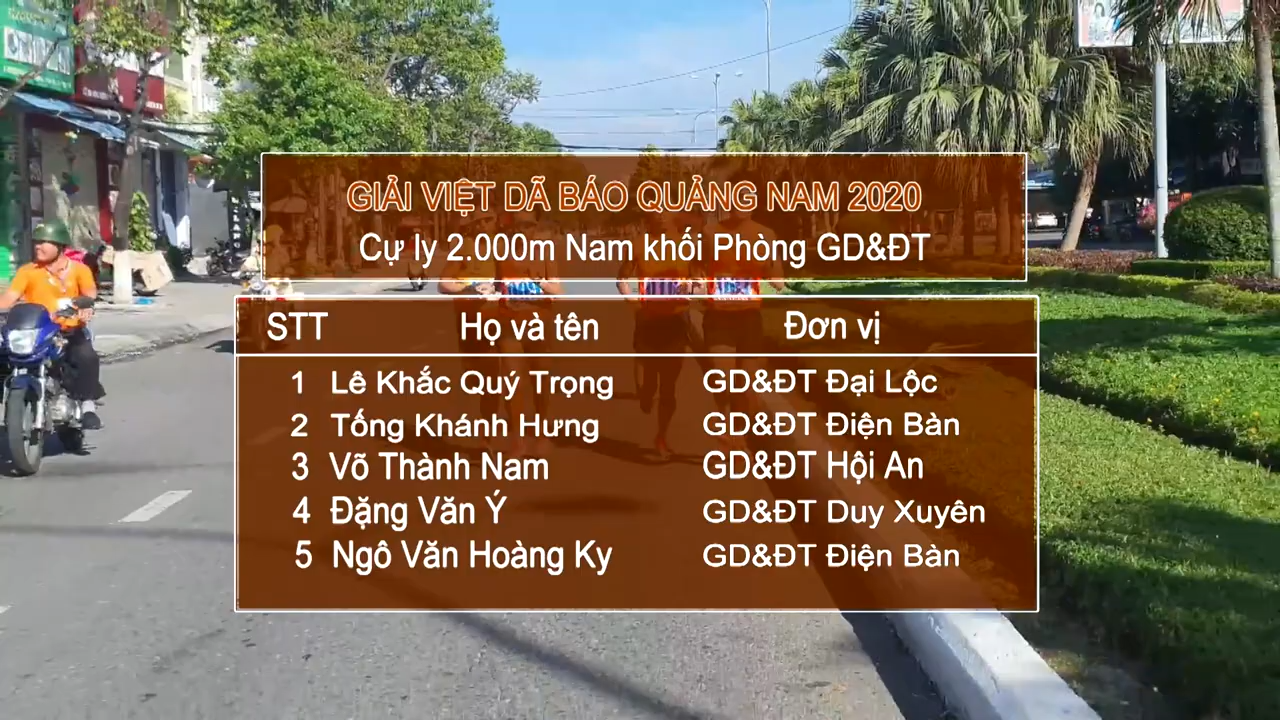 GIẢI VIỆT DÃ BÁO QUẢNG NAM 2020
Cự ly 2.000m Nam khối Phòng GD&ĐT
STT Họ và tên Đơn vị
1 Lê Khắc Quý Trọng GD&ĐT Đại Lộc
2 Tống Khánh Hưng GD&ĐT Điện Bàn
3 Võ Thành Nam GD&ĐT Hội An
4 Đặng Văn Ý GD&ĐT Duy Xuyên
5 Ngô Văn Hoàng Ky GD&ĐT Điện Bàn